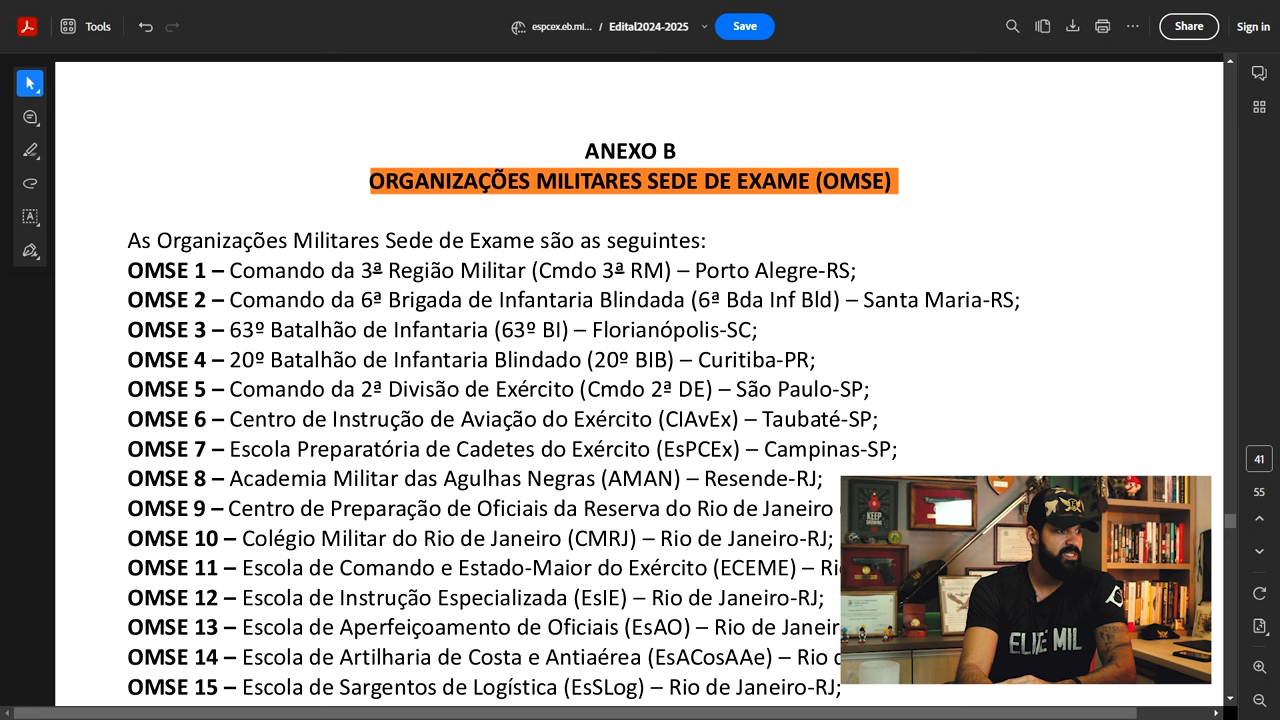 Tools
espcex.eb.mi... / Edital2024-2025
Save
Share
Sign in
ANEXO B
ORGANIZAÇÕES MILITARES SEDE DE EXAME (OMSE)
As Organizações Militares Sede de Exame são as seguintes:
OMSE 1 – Comando da 3ª Região Militar (Cmdo 3ª RM) – Porto Alegre-RS;
OMSE 2 – Comando da 6ª Brigada de Infantaria Blindada (6ª Bda Inf Bld) – Santa Maria-RS;
OMSE 3 – 63º Batalhão de Infantaria (63º BI) – Florianópolis-SC;
OMSE 4 – 20º Batalhão de Infantaria Blindado (20º BIB) – Curitiba-PR;
OMSE 5 – Comando da 2ª Divisão de Exército (Cmdo 2ª DE) – São Paulo-SP;
OMSE 6 – Centro de Instrução de Aviação do Exército (CIAvEx) – Taubaté-SP;
OMSE 7 – Escola Preparatória de Cadetes do Exército (EsPCEx) – Campinas-SP;
OMSE 8 – Academia Militar das Agulhas Negras (AMAN) – Resende-RJ;
OMSE 9 – Centro de Preparação de Oficiais da Reserva do Rio de Janeiro
OMSE 10 – Colégio Militar do Rio de Janeiro (CMRJ) – Rio de Janeiro-RJ;
OMSE 11 – Escola de Comando e Estado-Maior do Exército (ECEME) – Ri
OMSE 12 – Escola de Instrução Especializada (EsIE) – Rio de Janeiro-RJ;
OMSE 13 – Escola de Aperfeiçoamento de Oficiais (EsAO) – Rio de Janeir
OMSE 14 – Escola de Artilharia de Costa e Antiaérea (EsACosAAe) – Rio d
OMSE 15 – Escola de Sargentos de Logística (EsSLog) – Rio de Janeiro-RJ;
41
55
KEEP
ELITE MIL